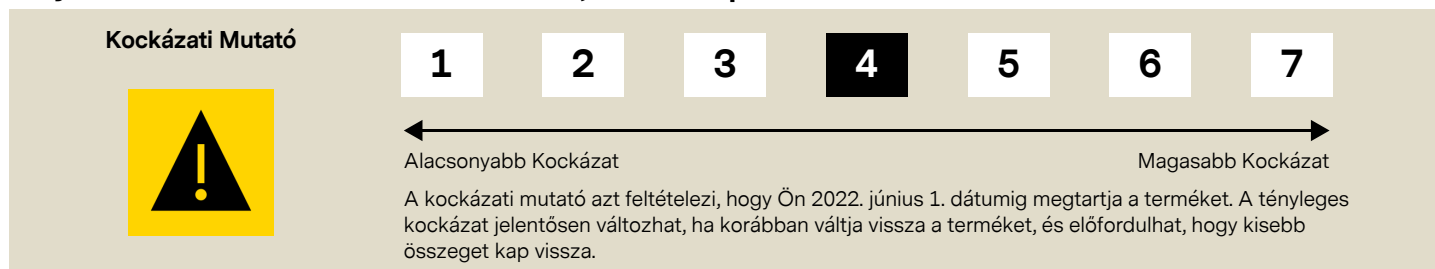 Kockázati Mutató
1 2 3 4 5 6 7
Alacsonyabb Kockázat Magasabb Kockázat
A kockázati mutató azt feltételezi, hogy Ön 2022. június 1. dátumig megtartja a terméket. A tényleges
kockázat jelentősen változhat, ha korábban váltja vissza a terméket, és előfordulhat, hogy kisebb
összeget kap vissza.